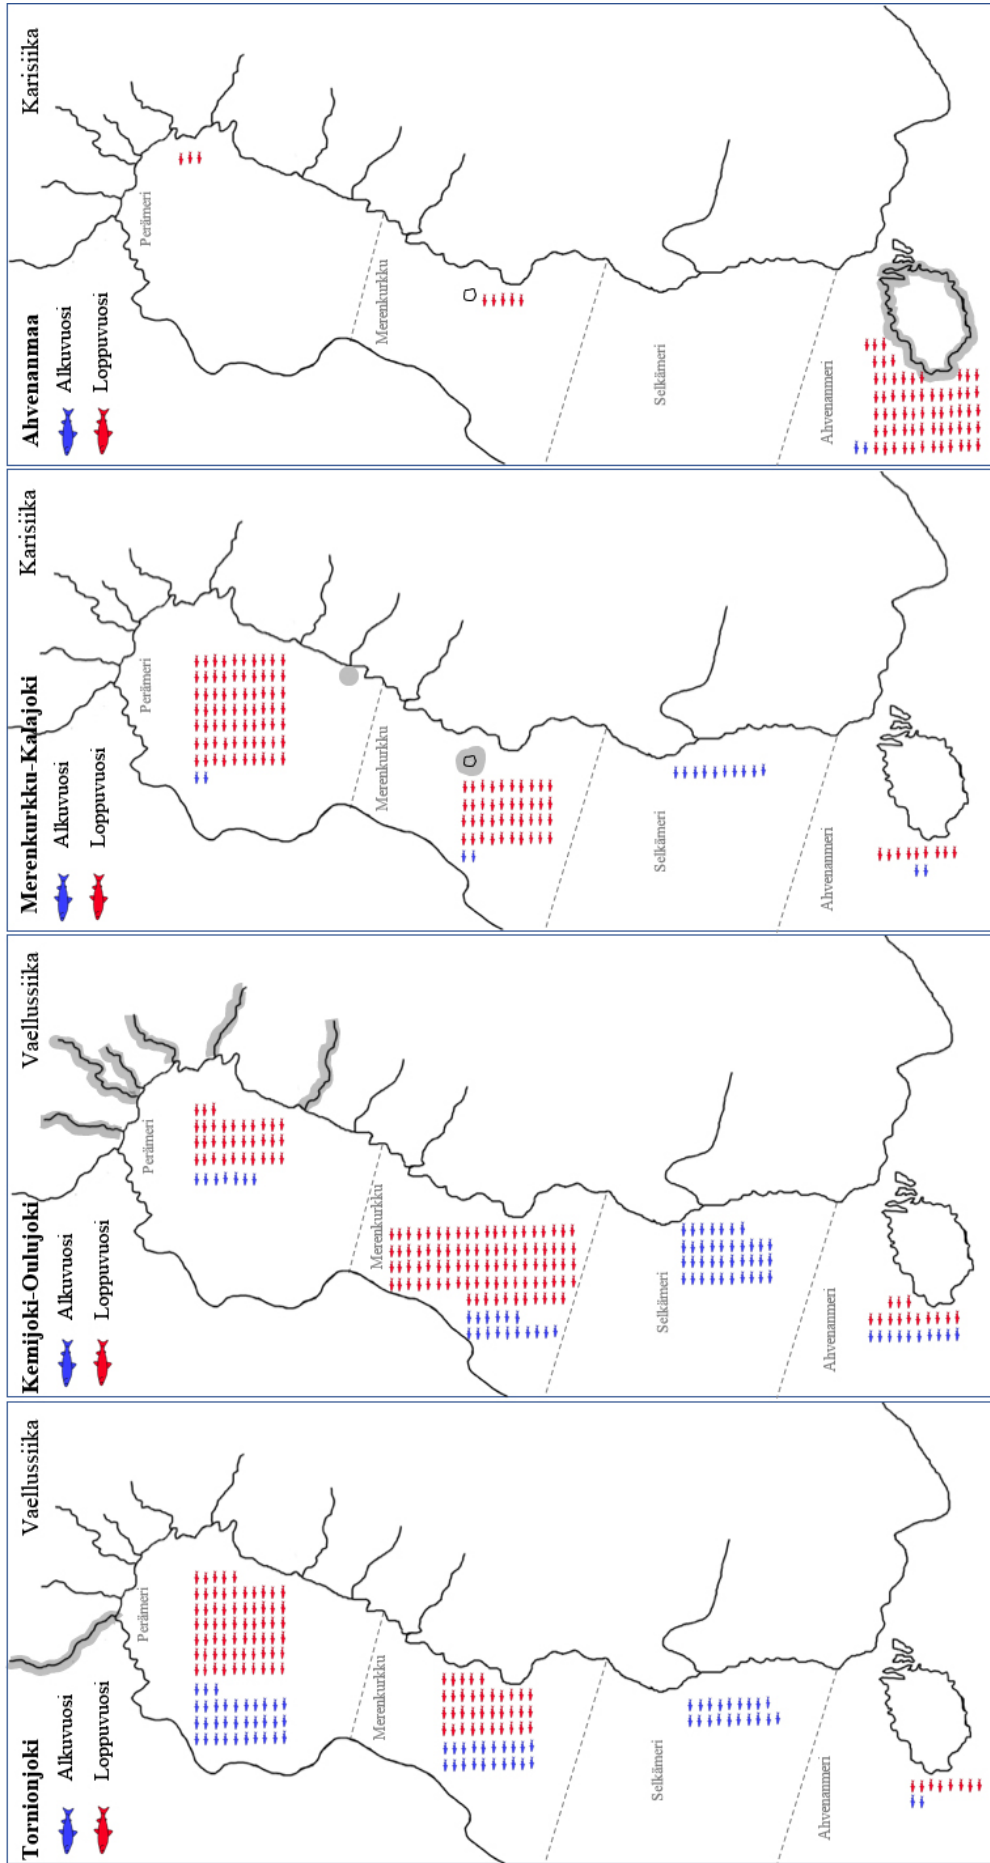 Tornionjoki
Vaellussiika
Alkuvuosi
Loppuvuosi
Perämeri
Merenkurkku
Selkämeri
Ahvenanmeri
Kemijoki-Oulujoki
Vaellussiika
Alkuvuosi
Loppuvuosi
Perämeri
Merenkurkku
Selkämeri
Ahvenanmeri
Merenkurkku-Kalajoki
Karisiika
Alkuvuosi
Loppuvuosi
Perämeri
Merenkurkku
Selkämeri
Ahvenanmeri
Ahvenanmaa
Karisiika
Alkuvuosi
Loppuvuosi
Perämeri
Merenkurkku
Selkämeri
Ahvenanmeri